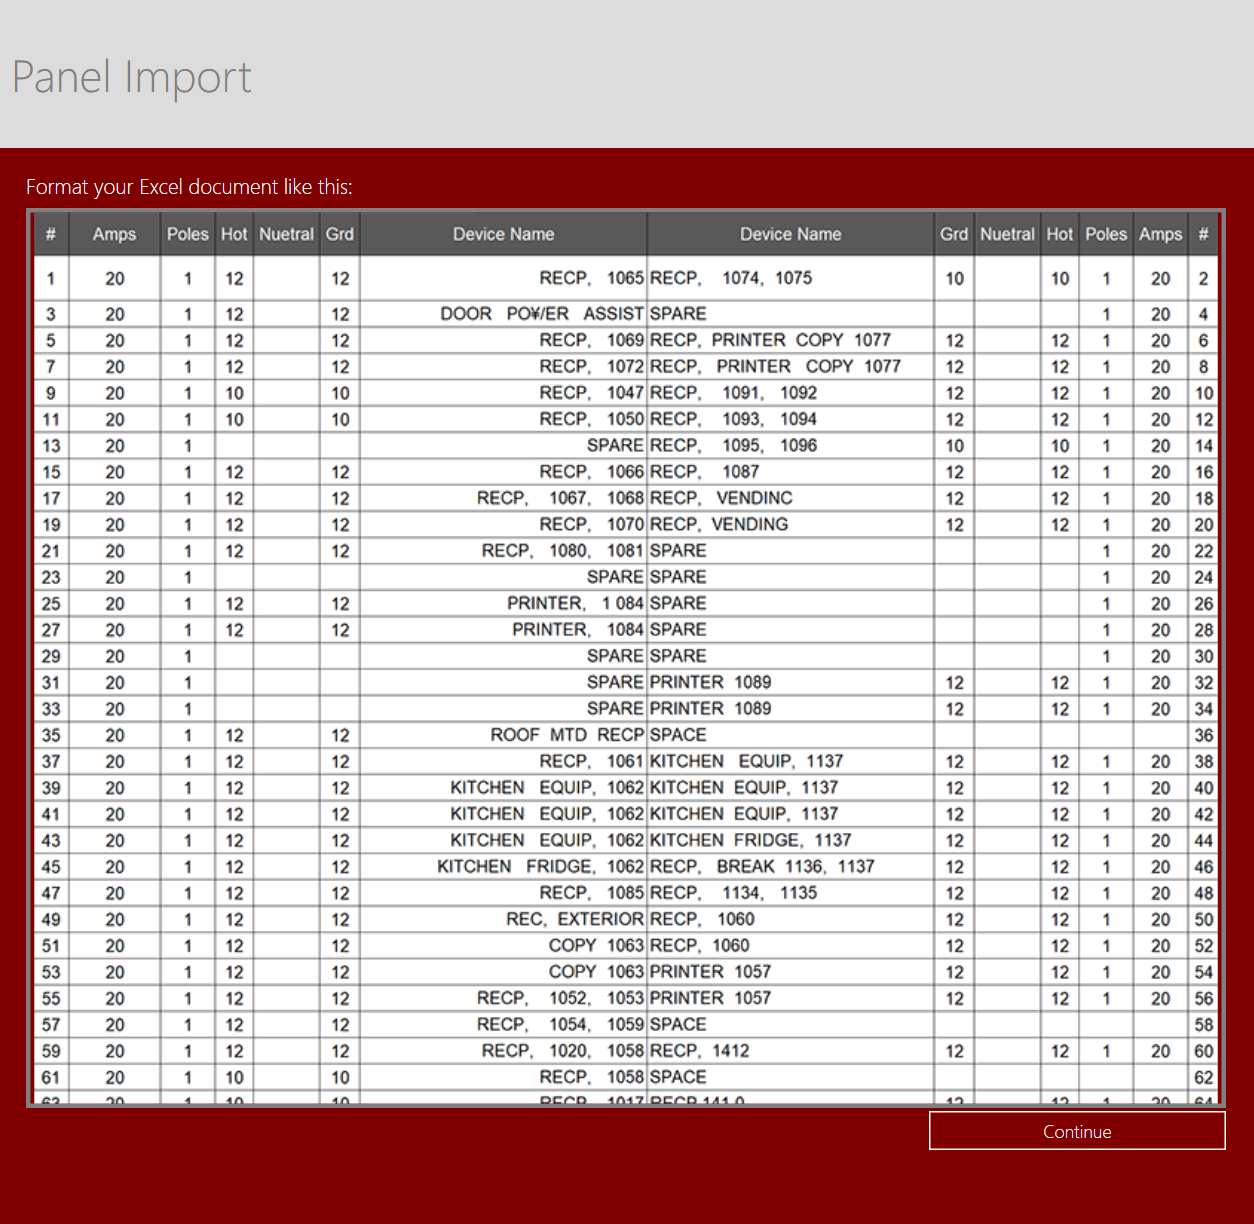 Panel Import
Format your Excel document like this:
# Amps Poles Hot Nuetral Grd Device Name Device Name Grd Nuetral Hot Poles Amps #
1 20 1 12 12 RECP, 1065 RECP, 1074, 1075 10 10 1 20 2
3 20 1 12 12 DOOR PO¥/ER ASSIST SPARE 1 20 4
5 20 1 12 12 RECP, 1069 RECP, PRINTER COPY 1077 12 12 1 20 6
7 20 1 12 12 RECP, 1072 RECP, PRINTER COPY 1077 12 12 1 20 8
9 20 1 10 10 RECP, 1047 RECP, 1091, 1092 12 12 1 20 10
11 20 1 10 10 RECP, 1050 RECP, 1093, 1094 12 12 1 20 12
13 20 1 SPARE RECP, 1095, 1096 10 10 1 20 14
15 20 1 12 12 RECP, 1066 RECP, 1087 12 12 1 20 16
17 20 1 12 12 RECP, 1067, 1068 RECP, VENDINC 12 12 1 20 18
19 20 1 12 12 RECP, 1070 RECP, VENDING 12 12 1 20 20
21 20 1 12 12 RECP, 1080, 1081 SPARE 1 20 22
23 20 1 SPARE SPARE 1 20 24
25 20 1 12 12 PRINTER, 1 084 SPARE 1 20 26
27 20 1 12 12 PRINTER, 1084 SPARE 1 20 28
29 20 1 SPARE SPARE 1 20 30
31 20 1 SPARE PRINTER 1089 12 12 1 20 32
33 20 1 SPARE PRINTER 1089 12 12 1 20 34
35 20 1 12 12 ROOF MTD RECP SPACE 36
37 20 1 12 12 RECP, 1061 KITCHEN EQUIP, 1137 12 12 1 20 38
39 20 1 12 12 KITCHEN EQUIP, 1062 KITCHEN EQUIP, 1137 12 12 1 20 40
41 20 1 12 12 KITCHEN EQUIP, 1062 KITCHEN EQUIP, 1137 12 12 1 20 42
43 20 1 12 12 KITCHEN EQUIP, 1062 KITCHEN FRIDGE, 1137 12 12 1 20 44
45 20 1 12 12 KITCHEN FRIDGE, 1062 RECP, BREAK 1136, 1137 12 12 1 20 46
47 20 1 12 12 RECP, 1085 RECP, 1134, 1135 12 12 1 20 48
49 20 1 12 12 REC, EXTERIOR RECP, 1060 12 12 1 20 50
51 20 1 12 12 COPY 1063 RECP, 1060 12 12 1 20 52
53 20 1 12 12 COPY 1063 PRINTER 1057 12 12 1 20 54
55 20 1 12 12 RECP, 1052, 1053 PRINTER 1057 12 12 1 20 56
57 20 1 12 12 RECP, 1054, 1059 SPACE 58
59 20 1 12 12 RECP, 1020, 1058 RECP, 1412 12 12 1 20 60
61 20 1 10 10 RECP, 1058 SPACE 62
63 20 1 10 10 RECP, 1017 RECP 12 12 1 20 64
Continue